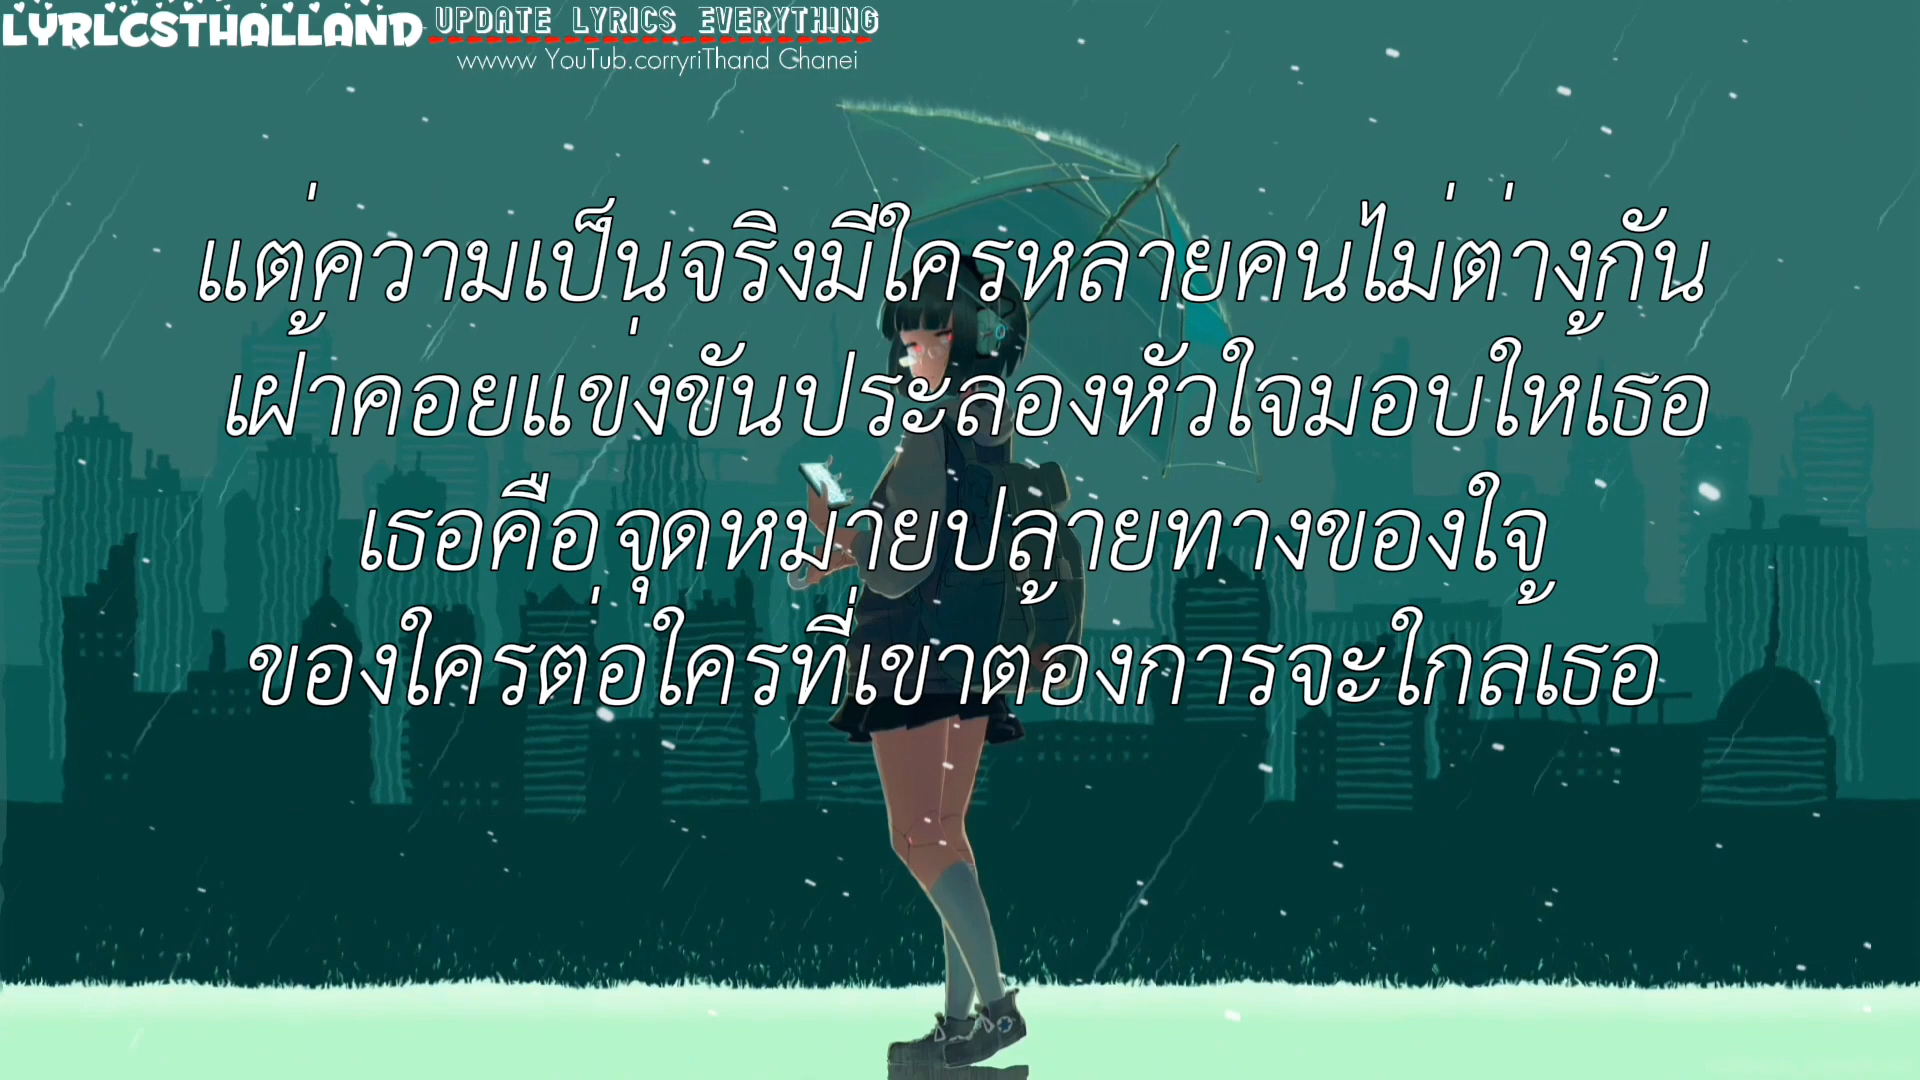 LYRLCSTHALLAND
UPDATE LYRICS EVERYTHING
wwww YouTub.corryriThand Chanei
แต่ความเป็นจริงมีใครหลายคนไม่ต่างกัน
เฝ้าคอยแข่งขันประลองหัวใจมอบให้เธอ
เธอคือจุดหมายปลายทางของใจ
ของใครต่อใครที่เขาต้องการจะใกล้เธอ